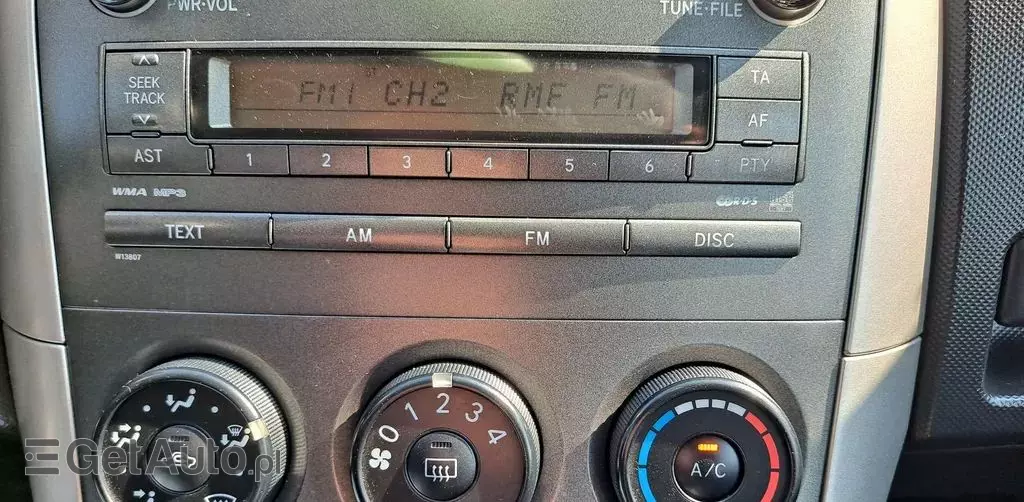 PWR·VOL
TUNE·FILE
SEEK
TRACK
ST
FM1 CH2 RMF FM
TA
AF
AST
1 2 3 4 5 6
PTY
WMA MP3
R·D·S
TEXT AM FM DISC
W13807
0 1 2 3 4
A/C
GetAuto.pl